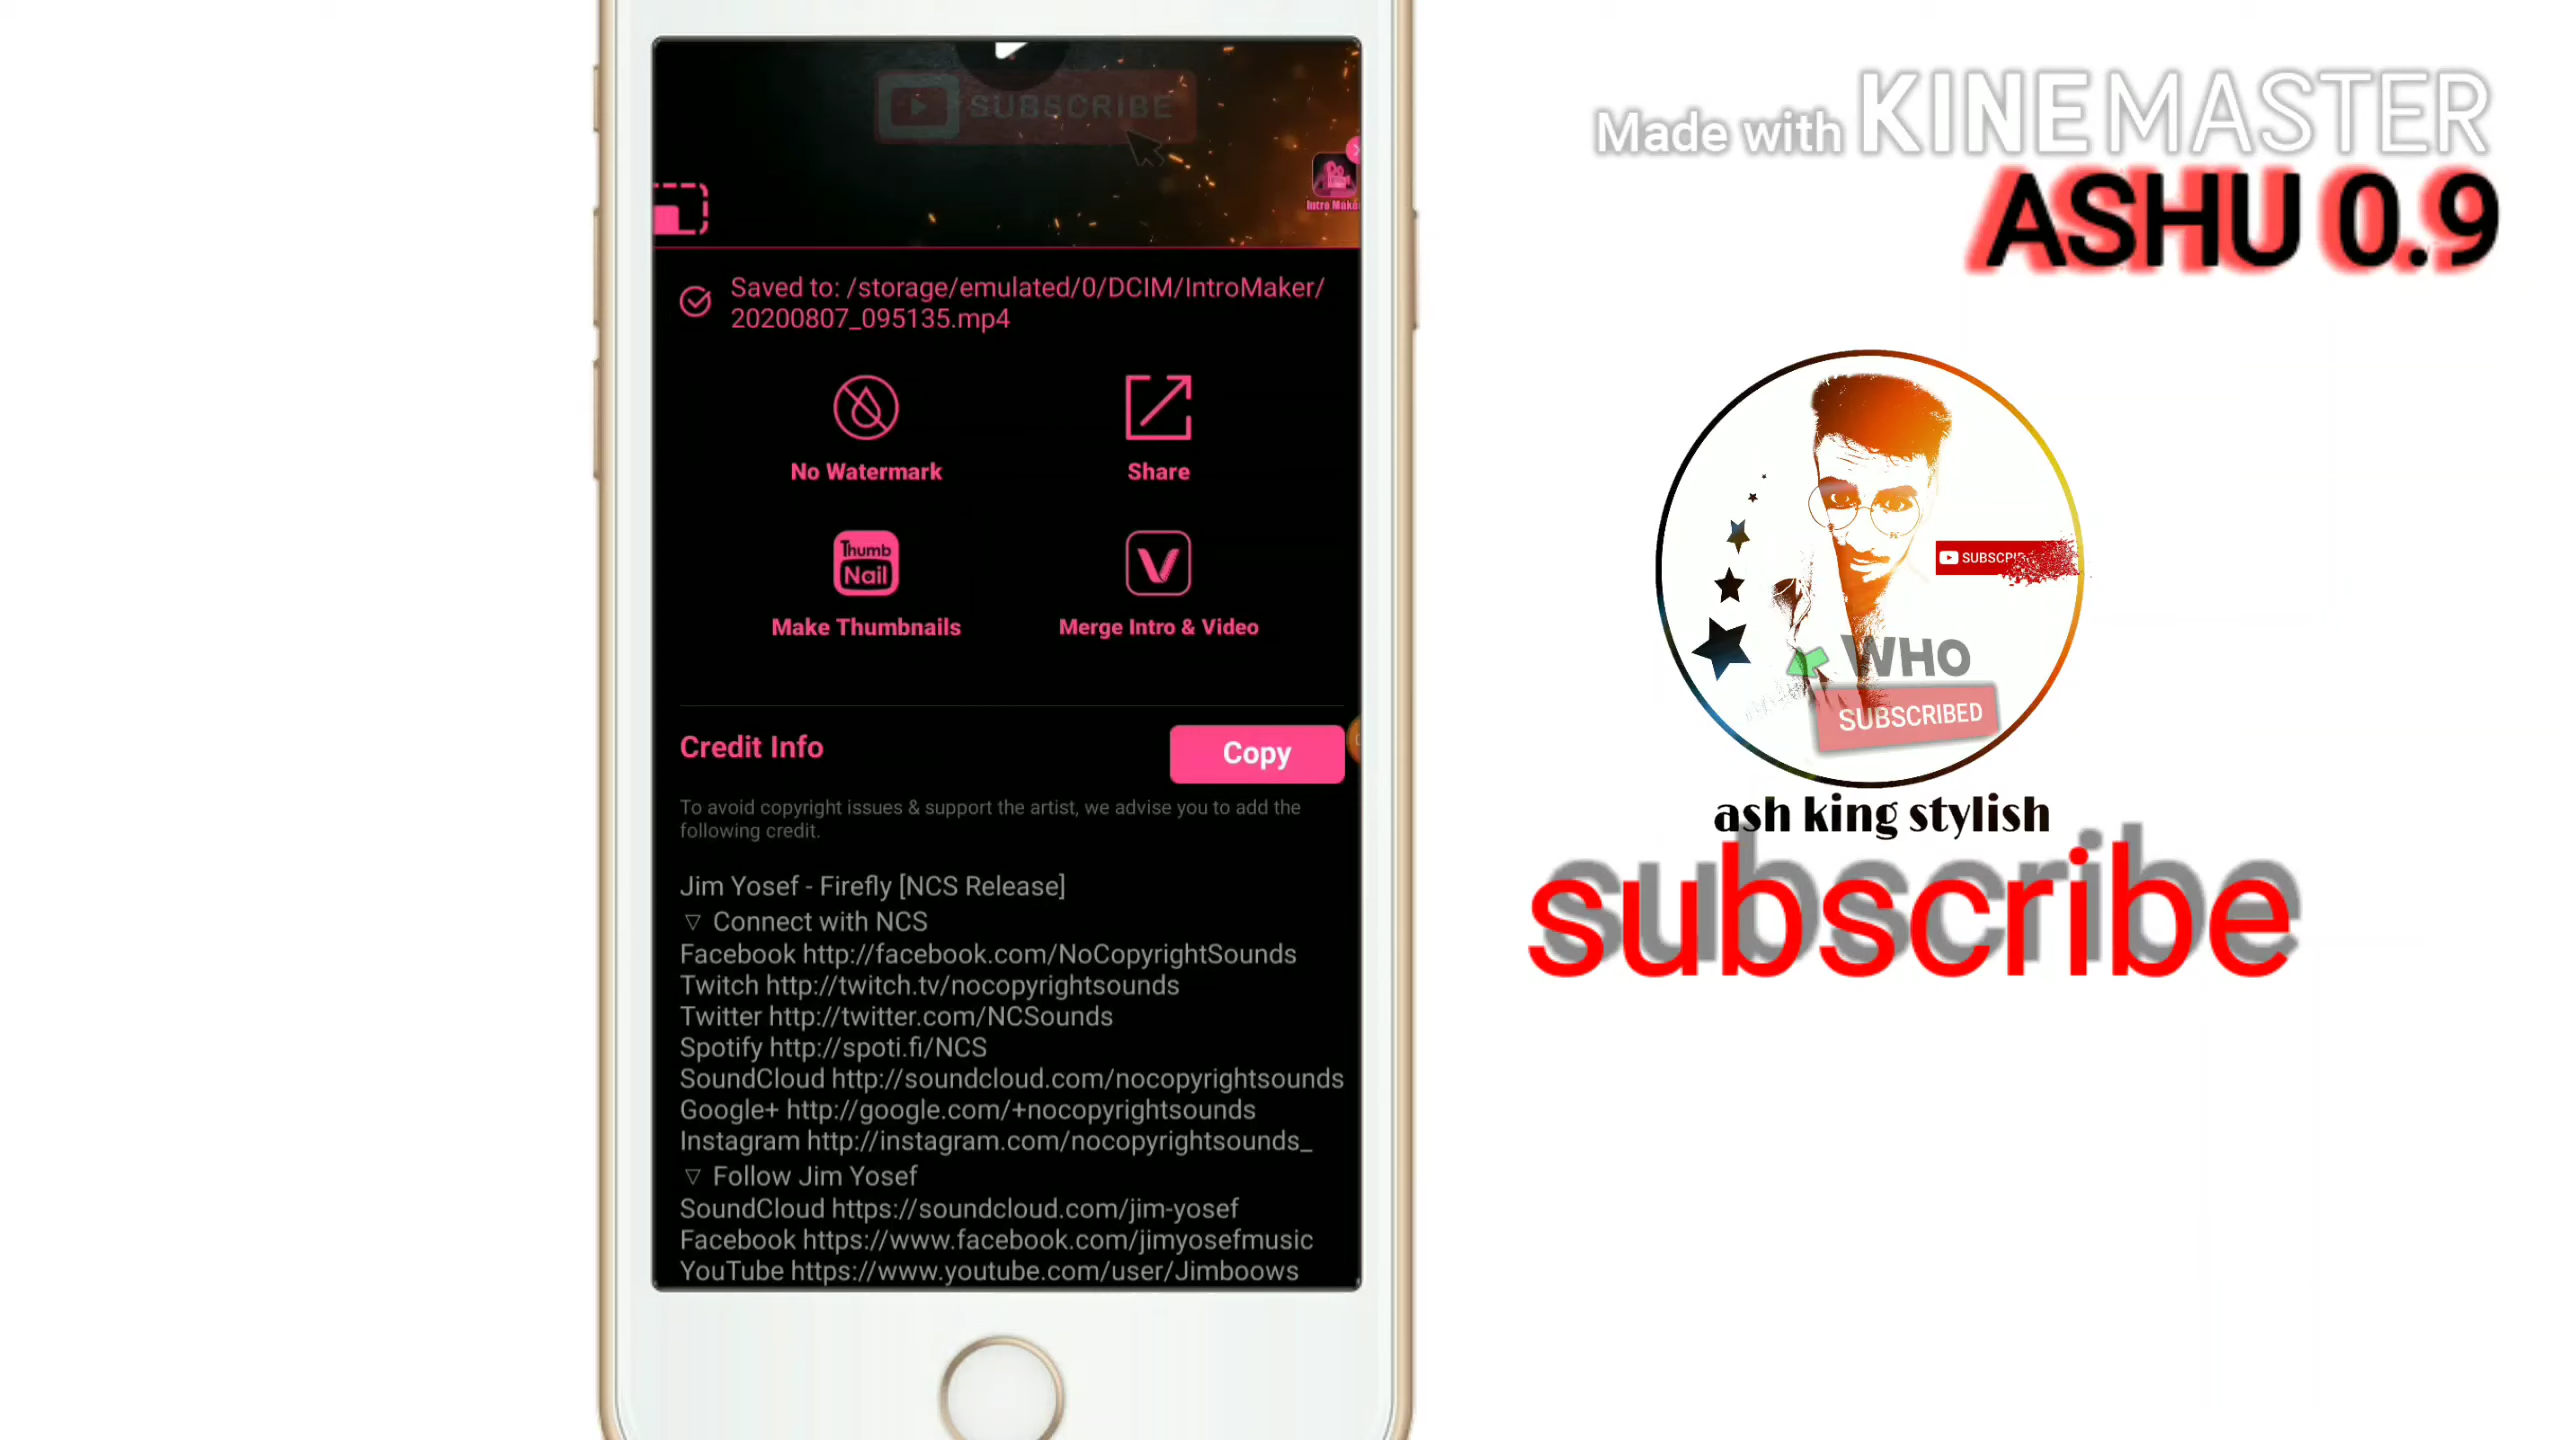 SUBSCRIBE
Saved to: /storage/emulated/0/DCIM/IntroMaker/
20200807_095135.mp4
No Watermark
Share
Thumb
Nail
Make Thumbnails
Merge Intro & Video
Credit Info
Copy
To avoid copyright issues & support the artist, we advise you to add the
following credit.
Jim Yosef - Firefly [NCS Release]
▽ Connect with NCS
Facebook http://facebook.com/NoCopyrightSounds
Twitch http://twitch.tv/nocopyrightsounds
Twitter http://twitter.com/NCSounds
Spotify http://spoti.fi/NCS
SoundCloud http://soundcloud.com/nocopyrightsounds
Google+ http://google.com/+nocopyrightsounds
Instagram http://instagram.com/nocopyrightsounds_
▽ Follow Jim Yosef
SoundCloud https://soundcloud.com/jim-yosef
Facebook https://www.facebook.com/jimyosefmusic
YouTube https://www.youtube.com/user/Jimboows
Made with KINEMASTER
ASHU 0.9
WHO
SUBSCRIBED
ash king stylish
subscribe